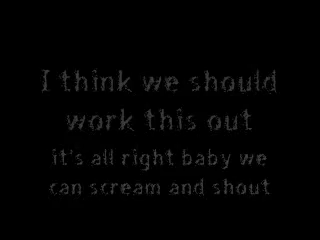 I think we should
work this out
it's all right baby we
can scream and shout